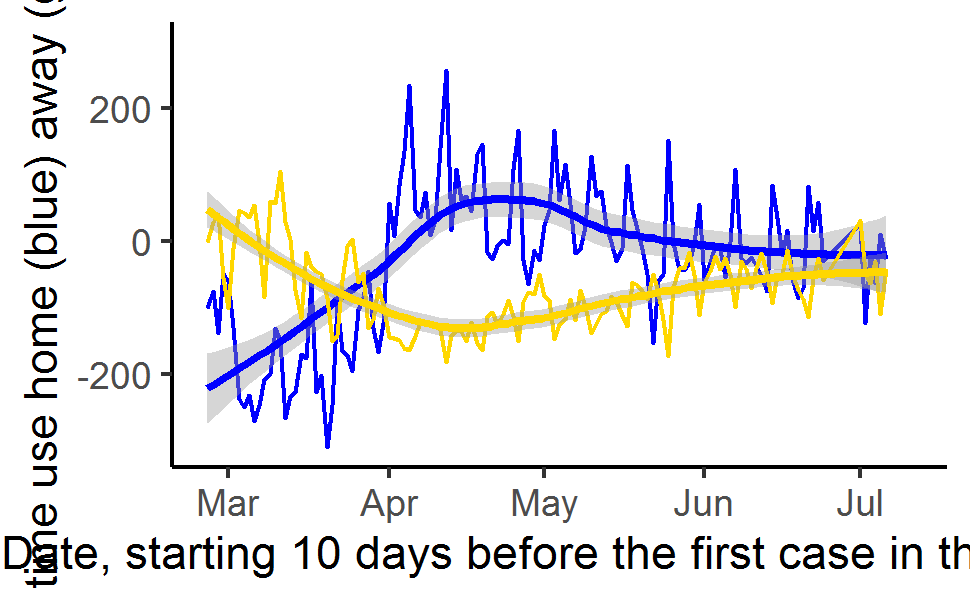 time use home (blue) away (
200
0
-200
Mar Apr May Jun Jul
Date, starting 10 days before the first case in th